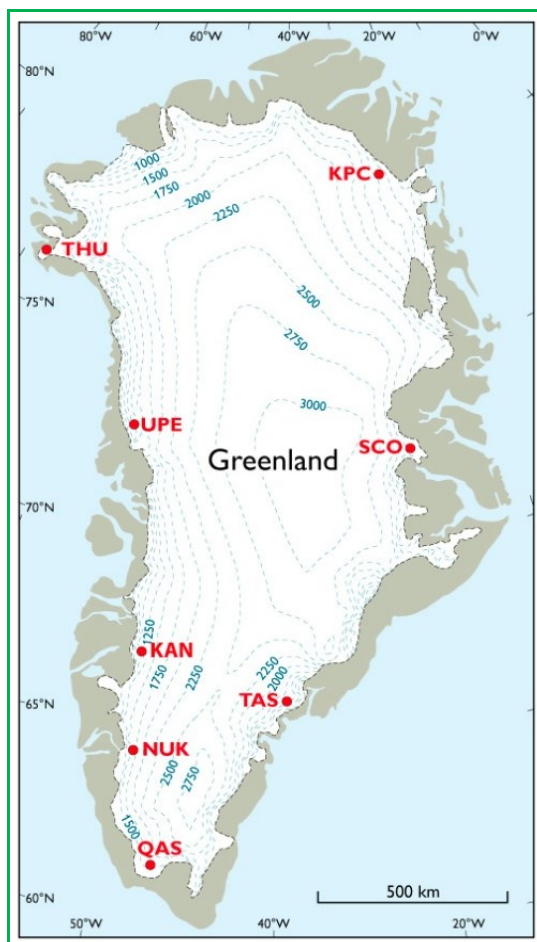 80°W 60°W 40°W 20°W 0°W
80°N
1000
1500
1750
KPC
2000
2250
THU
2500
75°N
2750
3000
UPE
SCO
Greenland
70°N
1250
KAN
2250
1750
2250
2000
TAS
65°N
NUK
2500
2750
1500
QAS
500 km
60°N
50°W 40°W 20°W